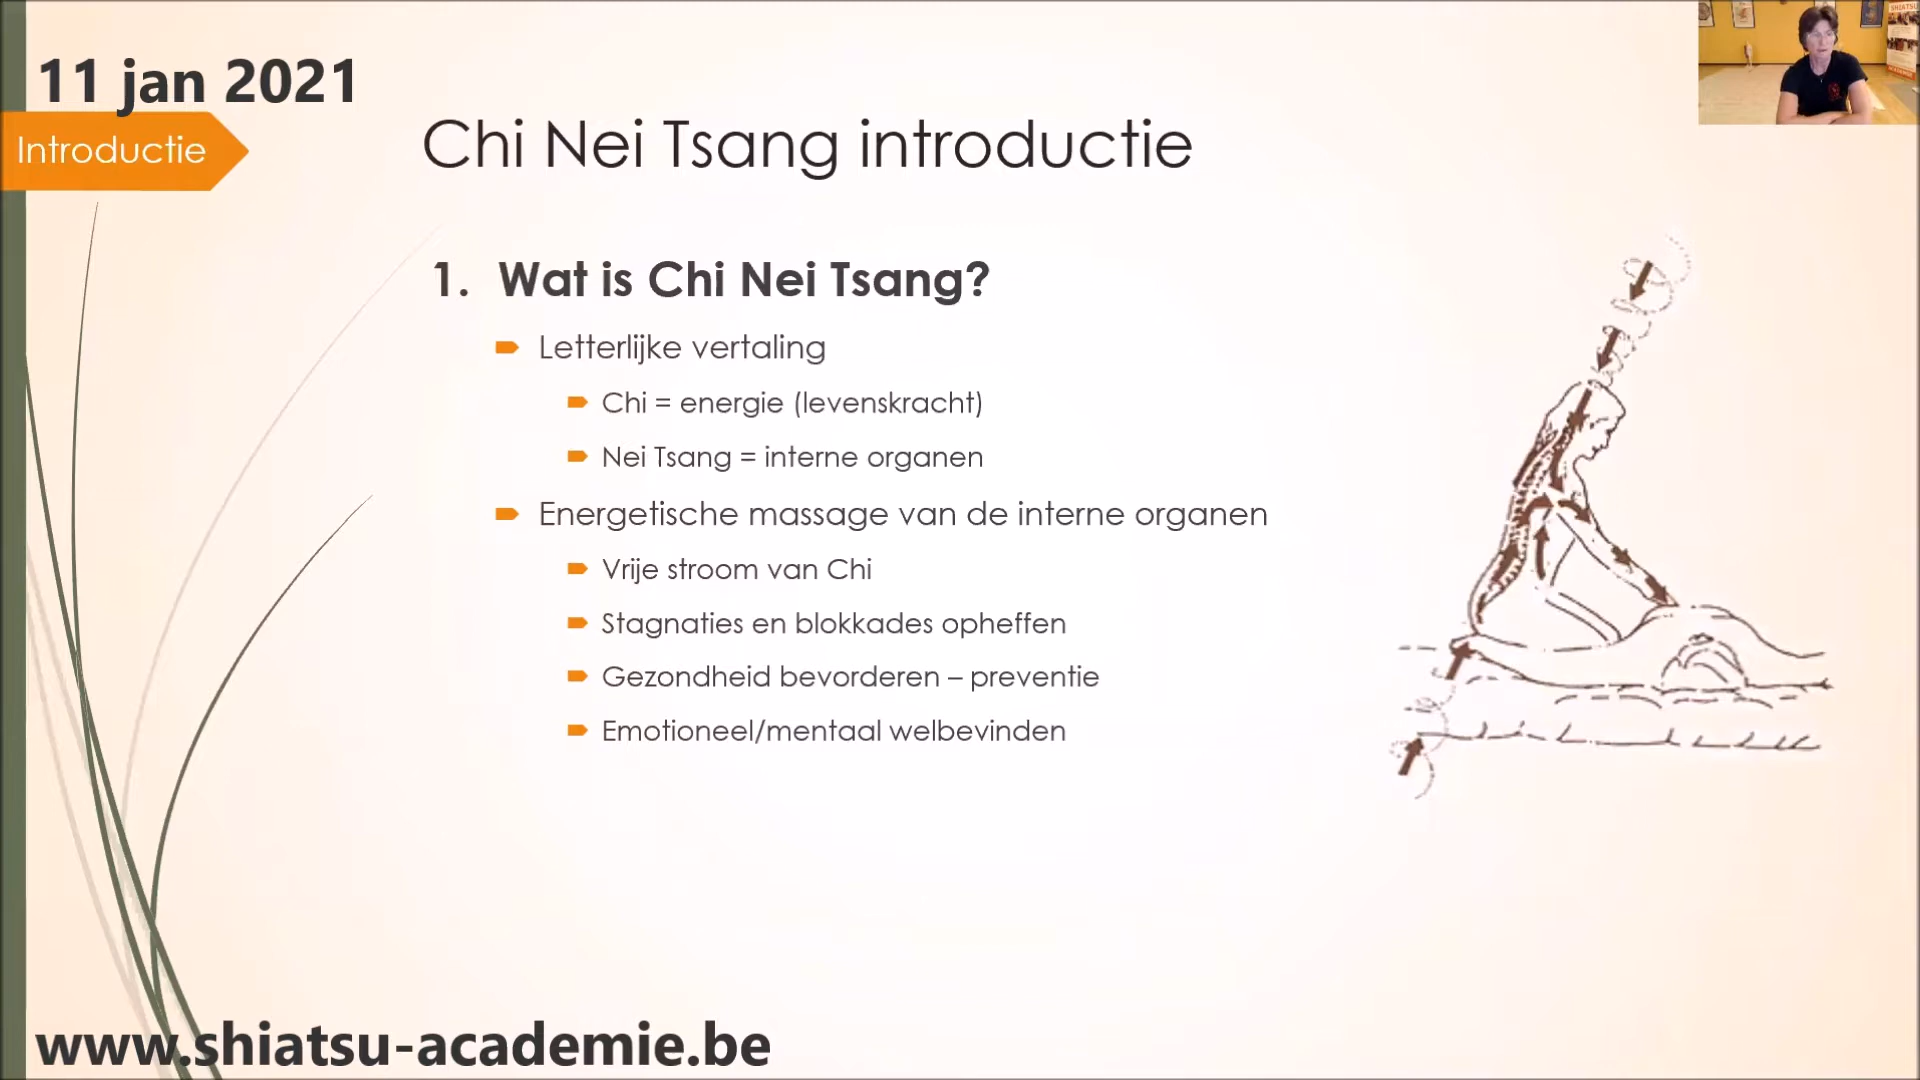 11 jan 2021
Introductie
Chi Nei Tsang introductie
1. Wat is Chi Nei Tsang?
Letterlijke vertaling
Chi = energie (levenskracht)
Nei Tsang = interne organen
Energetische massage van de interne organen
Vrije stroom van Chi
Stagnaties en blokkades opheffen
Gezondheid bevorderen – preventie
Emotioneel/mentaal welbevinden
www.shiatsu-academie.be
SHIATSU